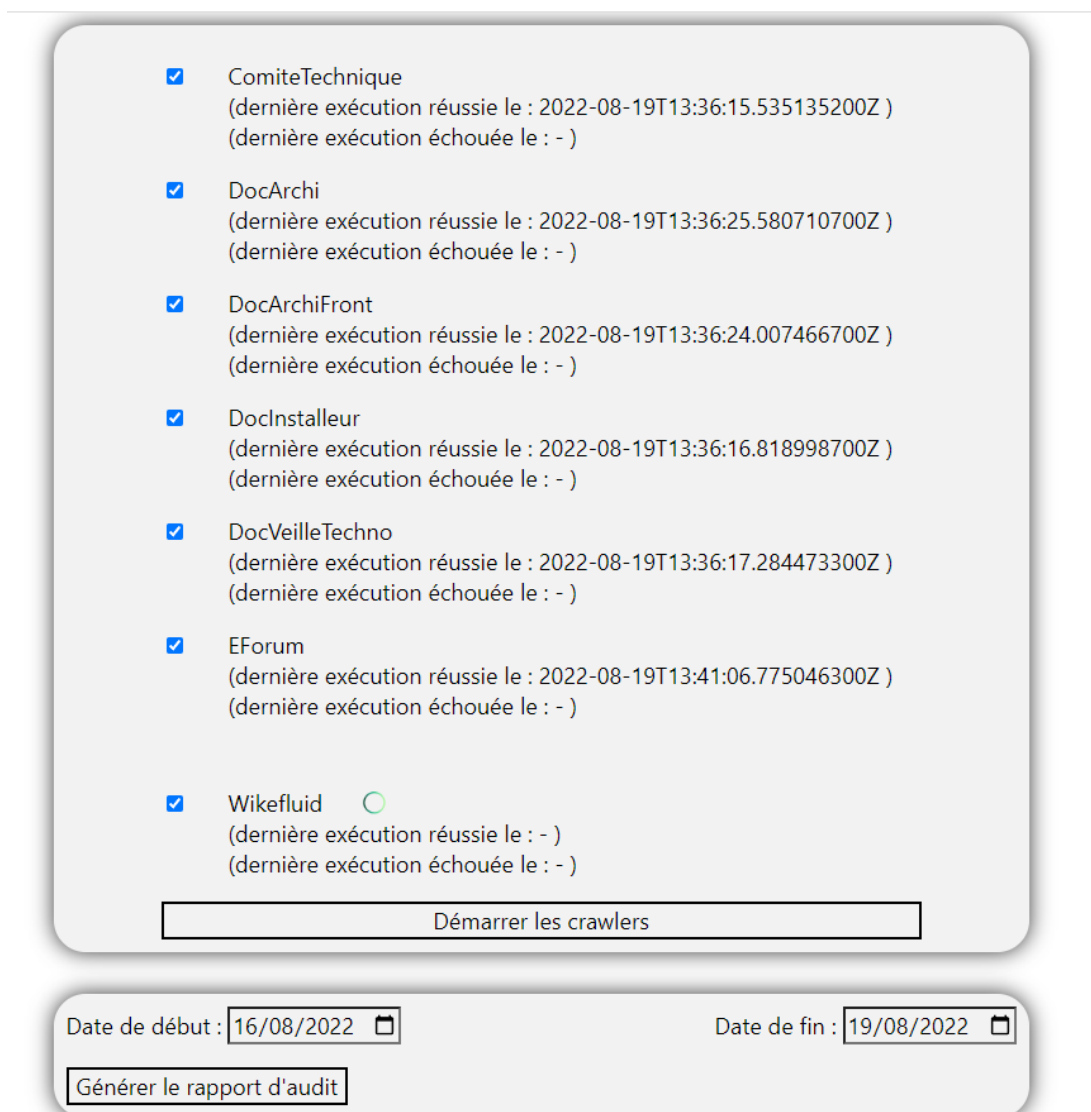 ComiteTechnique
(dernière exécution réussie le : 2022-08-19T13:36:15.535135200Z )
(dernière exécution échouée le : - )
DocArchi
(dernière exécution réussie le : 2022-08-19T13:36:25.580710700Z )
(dernière exécution échouée le : - )
DocArchiFront
(dernière exécution réussie le : 2022-08-19T13:36:24.007466700Z )
(dernière exécution échouée le : - )
DocInstalleur
(dernière exécution réussie le : 2022-08-19T13:36:16.818998700Z )
(dernière exécution échouée le : - )
DocVeilleTechno
(dernière exécution réussie le : 2022-08-19T13:36:17.284473300Z )
(dernière exécution échouée le : - )
EForum
(dernière exécution réussie le : 2022-08-19T13:41:06.775046300Z )
(dernière exécution échouée le : - )
Wikefluid
(dernière exécution réussie le : - )
(dernière exécution échouée le : - )
Démarrer les crawlers
Date de début : 16/08/2022 Date de fin : 19/08/2022
Générer le rapport d'audit